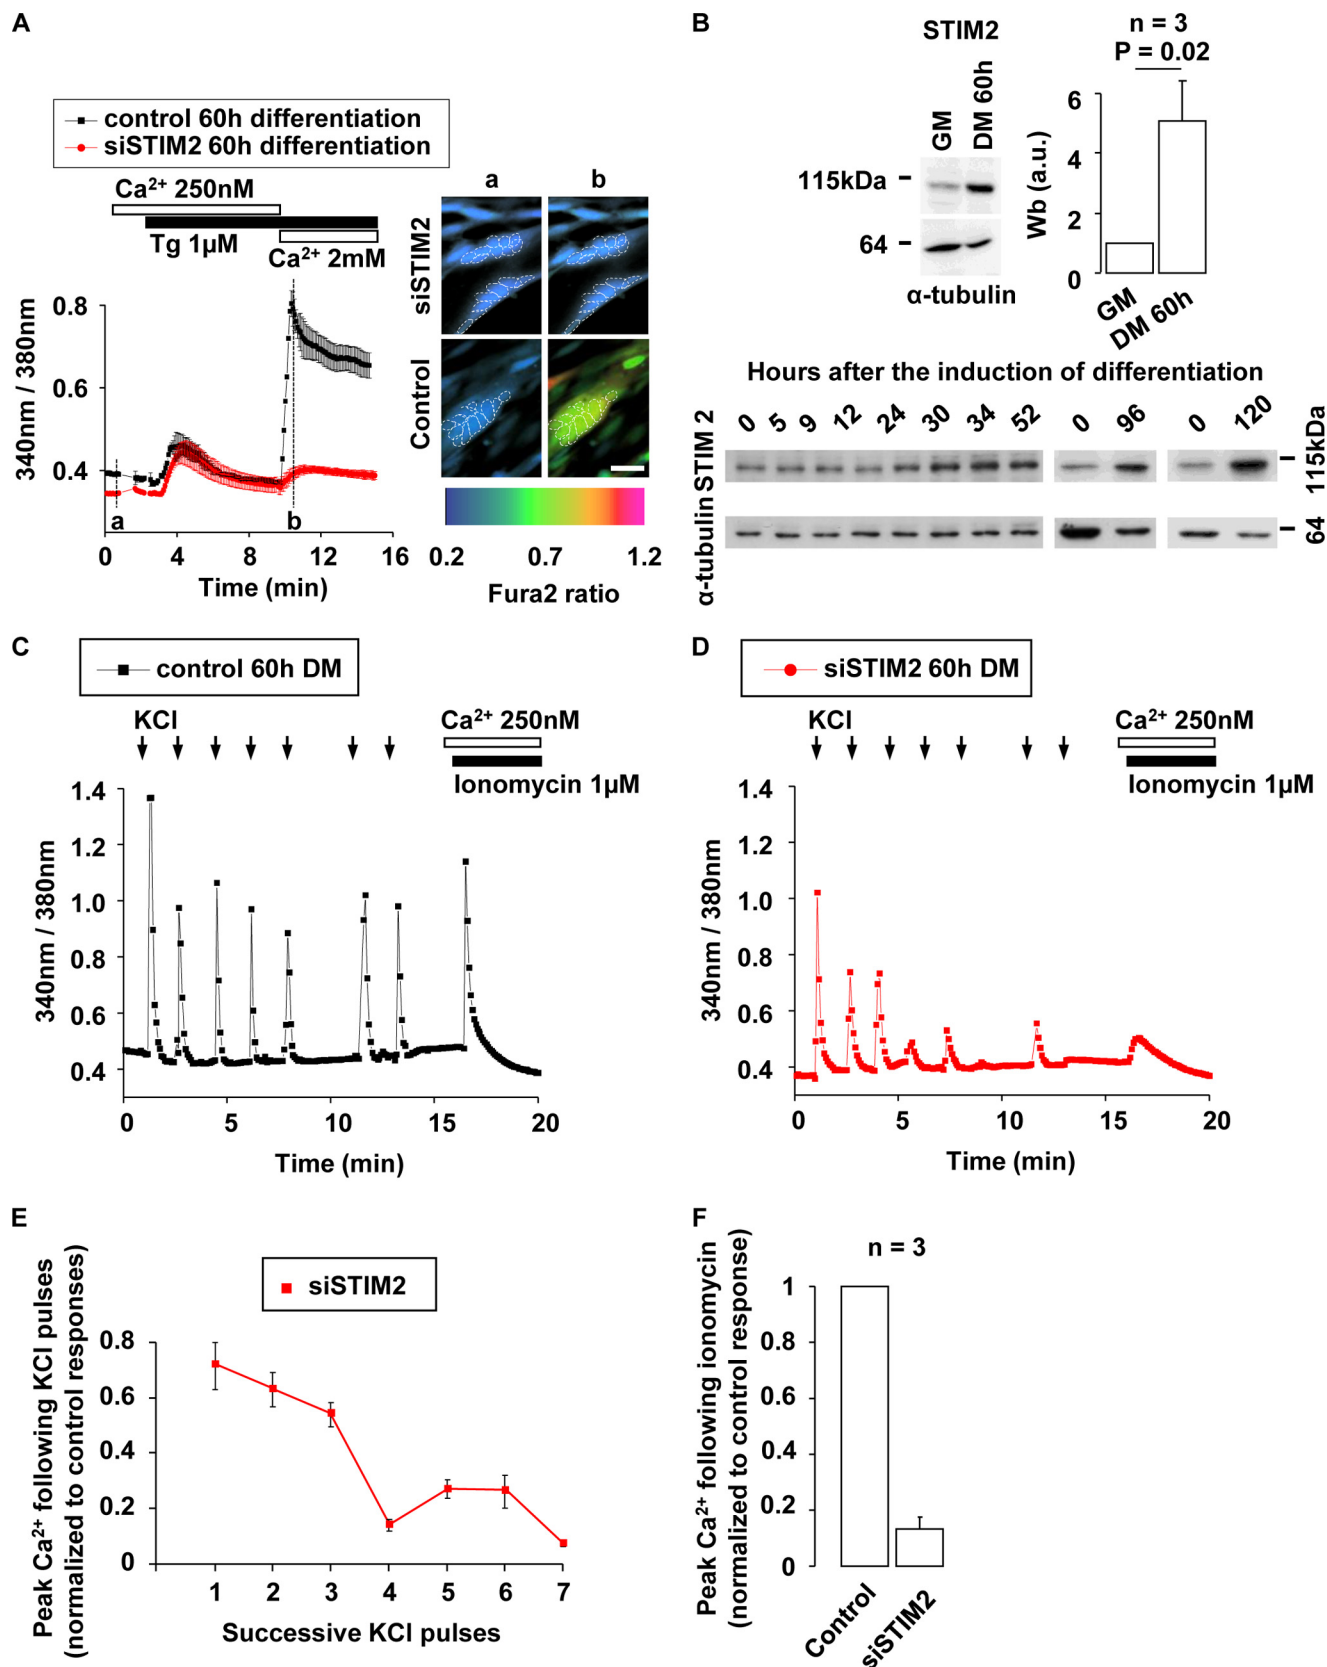 A
control 60h differentiation
siSTIM2 60h differentiation
Ca²⁺ 250nM
Tg 1µM
Ca²⁺ 2mM
340nm / 380nm
0.8
0.6
0.4
a
b
0
4
8
12
16
Time (min)
a
b
siSTIM2
Control
0.2
0.7
1.2
Fura2 ratio
B
STIM2
GM
DM 60h
115kDa
64
α-tubulin
n = 3
P = 0.02
Wb (a.u.)
6
4
2
0
GM
DM 60h
Hours after the induction of differentiation
0 5 9 12 24 30 34 52 0 96 0 120
α-tubulin STIM 2
115kDa
64
C
control 60h DM
KCl
Ca²⁺ 250nM
Ionomycin 1µM
340nm / 380nm
1.4
1.2
1.0
0.8
0.6
0.4
0 5 10 15 20
Time (min)
D
siSTIM2 60h DM
KCl
Ca²⁺ 250nM
Ionomycin 1µM
340nm / 380nm
1.4
1.2
1.0
0.8
0.6
0.4
0 5 10 15 20
Time (min)
E
siSTIM2
Peak Ca²⁺ following KCl pulses
(normalized to control responses)
0.8
0.6
0.4
0.2
0
1 2 3 4 5 6 7
Successive KCl pulses
F
n = 3
Peak Ca²⁺ following ionomycin
(normalized to control response)
1
0.8
0.6
0.4
0.2
0
Control
siSTIM2